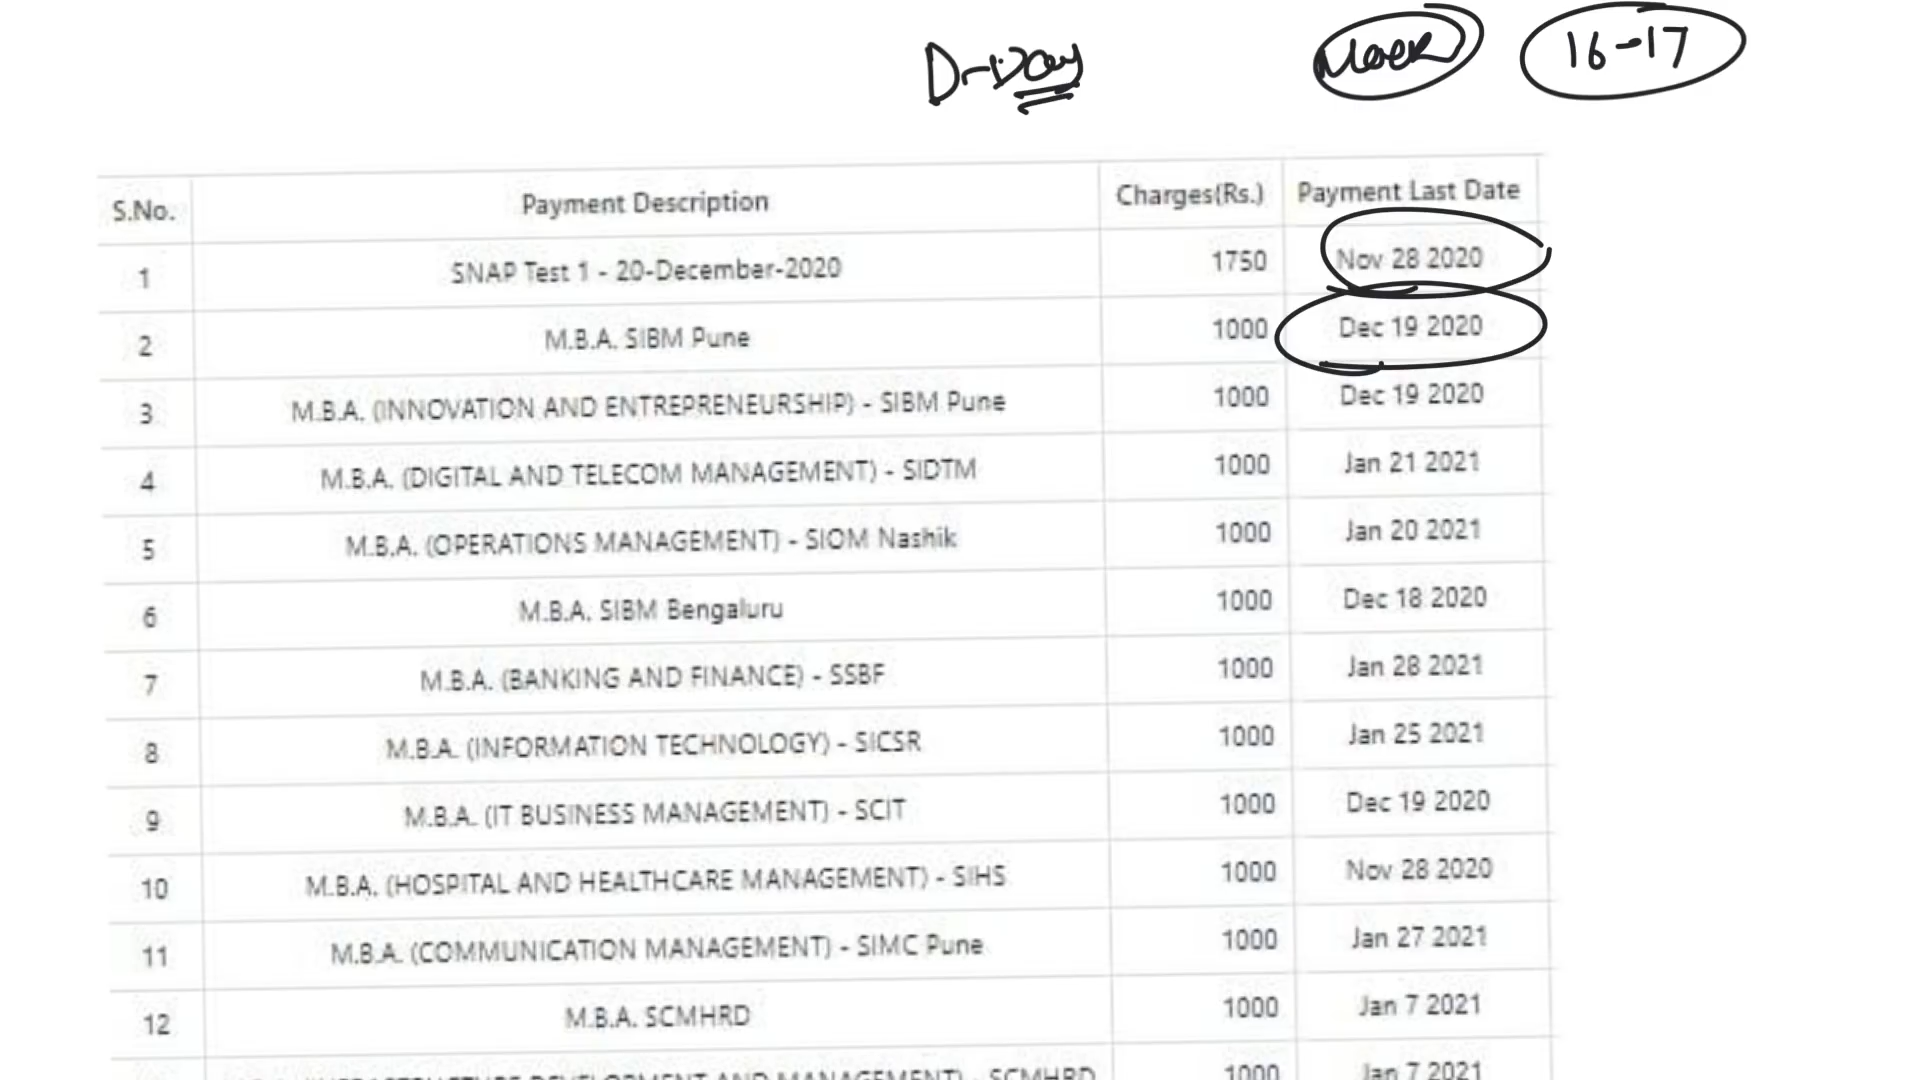 D-Day Mock 16-17
S.No. Payment Description Charges(Rs.) Payment Last Date
1 SNAP Test 1 - 20-December-2020 1750 Nov 28 2020
2 M.B.A. SIBM Pune 1000 Dec 19 2020
3 M.B.A. (INNOVATION AND ENTREPRENEURSHIP) - SIBM Pune 1000 Dec 19 2020
4 M.B.A. (DIGITAL AND TELECOM MANAGEMENT) - SIDTM 1000 Jan 21 2021
5 M.B.A. (OPERATIONS MANAGEMENT) - SIOM Nashik 1000 Jan 20 2021
6 M.B.A. SIBM Bengaluru 1000 Dec 18 2020
7 M.B.A. (BANKING AND FINANCE) - SSBF 1000 Jan 28 2021
8 M.B.A. (INFORMATION TECHNOLOGY) - SICSR 1000 Jan 25 2021
9 M.B.A. (IT BUSINESS MANAGEMENT) - SCIT 1000 Dec 19 2020
10 M.B.A. (HOSPITAL AND HEALTHCARE MANAGEMENT) - SIHS 1000 Nov 28 2020
11 M.B.A. (COMMUNICATION MANAGEMENT) - SIMC Pune 1000 Jan 27 2021
12 M.B.A. SCMHRD 1000 Jan 7 2021
INFRASTRUCTURE DEVELOPMENT AND MANAGEMENT) - SCMHRD 1000 Jan 7 2021